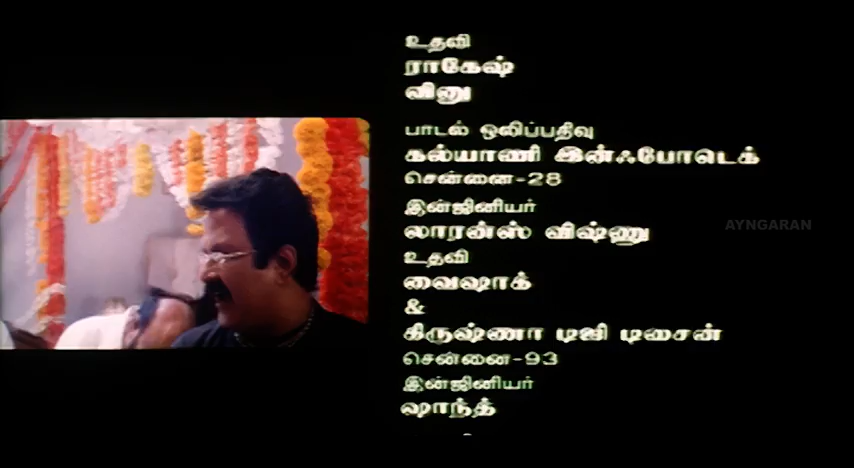 உதவி
ராகேஷ்
வினு
பாடல் ஒலிப்பதிவு
கல்யாணி இன்ஃபோடெக்
சென்னை-28
இன்ஜினியர்
லாரன்ஸ் விஷ்ணு
AYNGARAN
உதவி
வைஷாக்
&
கிருஷ்ணா டிஜி டிசைன்
சென்னை-93
இன்ஜினியர்
ஷாந்த்